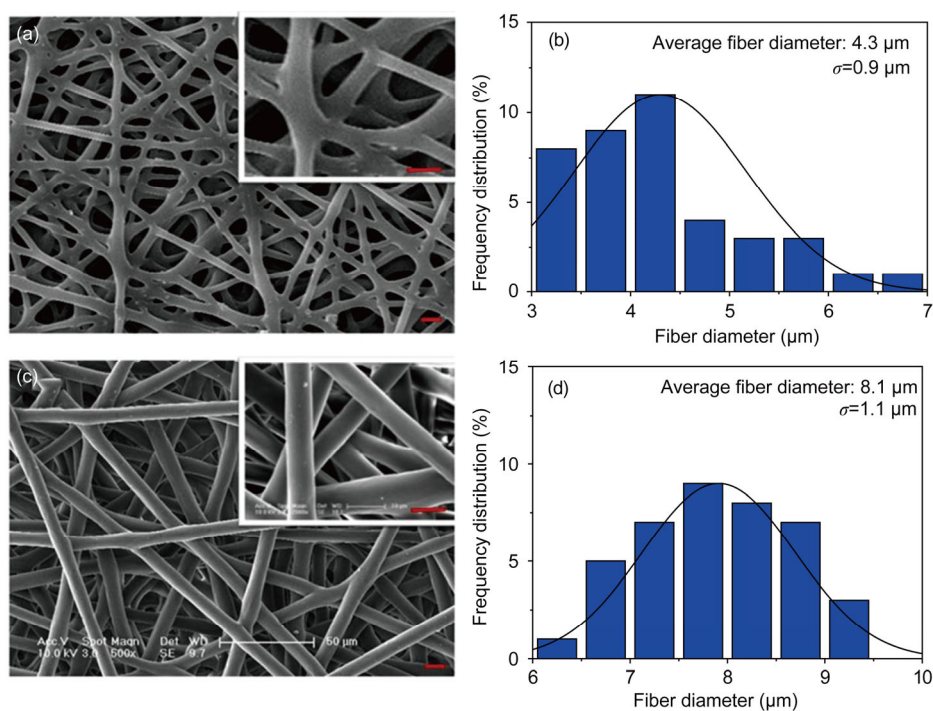 (a)
(b)
Average fiber diameter: 4.3 µm
σ=0.9 µm
15
10
5
0
Frequency distribution (%)
3 4 5 6 7
Fiber diameter (µm)
(c)
Acc.V Spot Magn Det WD 50 µm
10.0 kV 3.0 500x SE 9.7
(d)
Average fiber diameter: 8.1 µm
σ=1.1 µm
15
10
5
0
Frequency distribution (%)
6 7 8 9 10
Fiber diameter (µm)